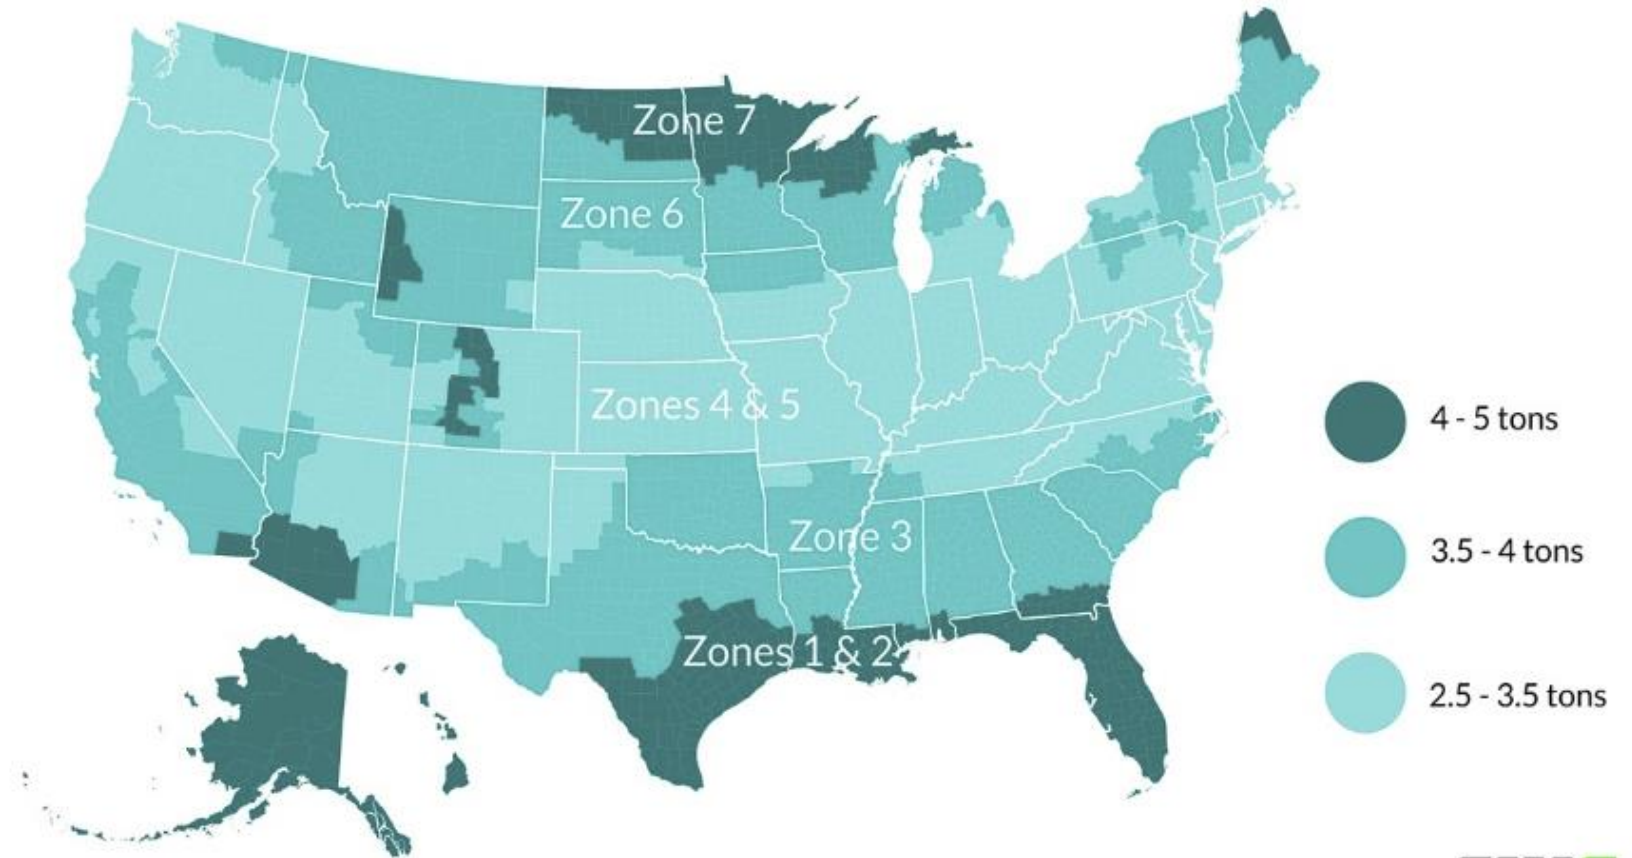 Zone 7
Zone 6
Zones 4 & 5
Zone 3
Zones 1 & 2
4 - 5 tons
3.5 - 4 tons
2.5 - 3.5 tons